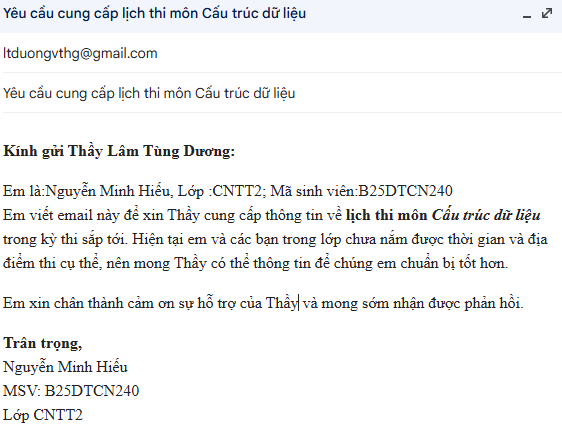 Yêu cầu cung cấp lịch thi môn Cấu trúc dữ liệu
ltduongvthg@gmail.com
Yêu cầu cung cấp lịch thi môn Cấu trúc dữ liệu
Kính gửi Thầy Lâm Tùng Dương:
Em là:Nguyễn Minh Hiếu, Lớp :CNTT2; Mã sinh viên:B25DTCN240
Em viết email này để xin Thầy cung cấp thông tin về lịch thi môn Cấu trúc dữ liệu
trong kỳ thi sắp tới. Hiện tại em và các bạn trong lớp chưa nắm được thời gian và địa
điểm thi cụ thể, nên mong Thầy có thể thông tin để chúng em chuẩn bị tốt hơn.
Em xin chân thành cảm ơn sự hỗ trợ của Thầy và mong sớm nhận được phản hồi.
Trân trọng,
Nguyễn Minh Hiếu
MSV: B25DTCN240
Lớp CNTT2